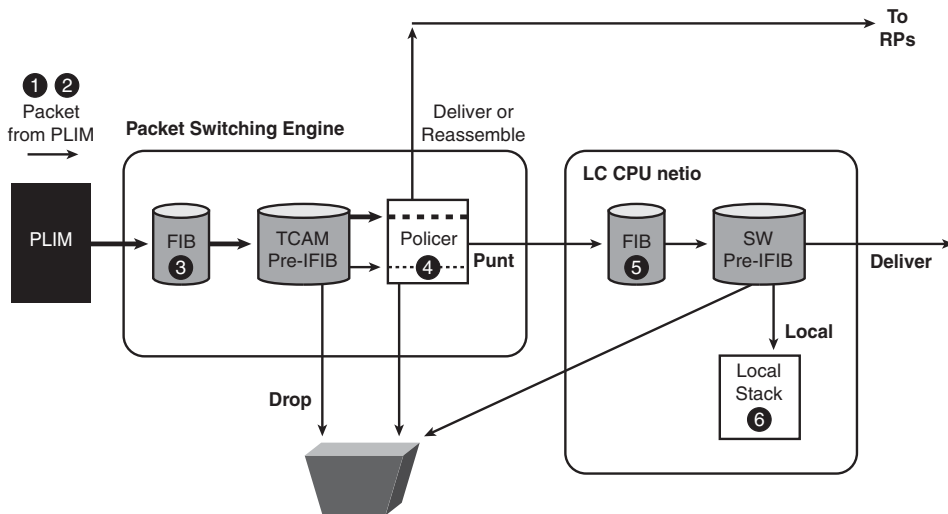 To
RPs
1 2
Packet
from PLIM
Deliver or
Reassemble
Packet Switching Engine
LC CPU netio
PLIM
FIB
3
TCAM
Pre-IFIB
Policer
4
Punt
FIB
5
SW
Pre-IFIB
Deliver
Local
Local
Stack
6
Drop